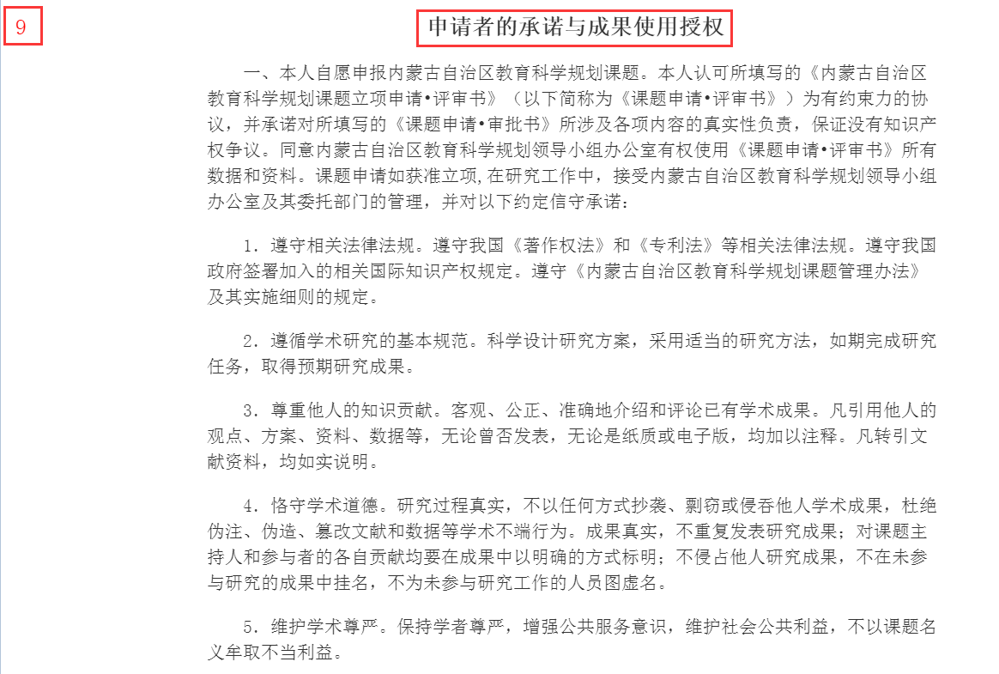 9
申请者的承诺与成果使用授权
一、本人自愿申报内蒙古自治区教育科学规划课题。本人认可所填写的《内蒙古自治区
教育科学规划课题立项申请•评审书》（以下简称为《课题申请•评审书》）为有约束力的协
议，并承诺对所填写的《课题申请•审批书》所涉及各项内容的真实性负责，保证没有知识产
权争议。同意内蒙古自治区教育科学规划领导小组办公室有权使用《课题申请•评审书》所有
数据和资料。课题申请如获准立项,在研究工作中，接受内蒙古自治区教育科学规划领导小组
办公室及其委托部门的管理，并对以下约定信守承诺：
1．遵守相关法律法规。遵守我国《著作权法》和《专利法》等相关法律法规。遵守我国
政府签署加入的相关国际知识产权规定。遵守《内蒙古自治区教育科学规划课题管理办法》
及其实施细则的规定。
2．遵循学术研究的基本规范。科学设计研究方案，采用适当的研究方法，如期完成研究
任务，取得预期研究成果。
3．尊重他人的知识贡献。客观、公正、准确地介绍和评论已有学术成果。凡引用他人的
观点、方案、资料、数据等，无论曾否发表，无论是纸质或电子版，均加以注释。凡转引文
献资料，均如实说明。
4．恪守学术道德。研究过程真实，不以任何方式抄袭、剽窃或侵吞他人学术成果，杜绝
伪注、伪造、篡改文献和数据等学术不端行为。成果真实，不重复发表研究成果；对课题主
持人和参与者的各自贡献均要在成果中以明确的方式标明；不侵占他人研究成果，不在未参
与研究的成果中挂名，不为未参与研究工作的人员图虚名。
5．维护学术尊严。保持学者尊严，增强公共服务意识，维护社会公共利益，不以课题名
义牟取不当利益。